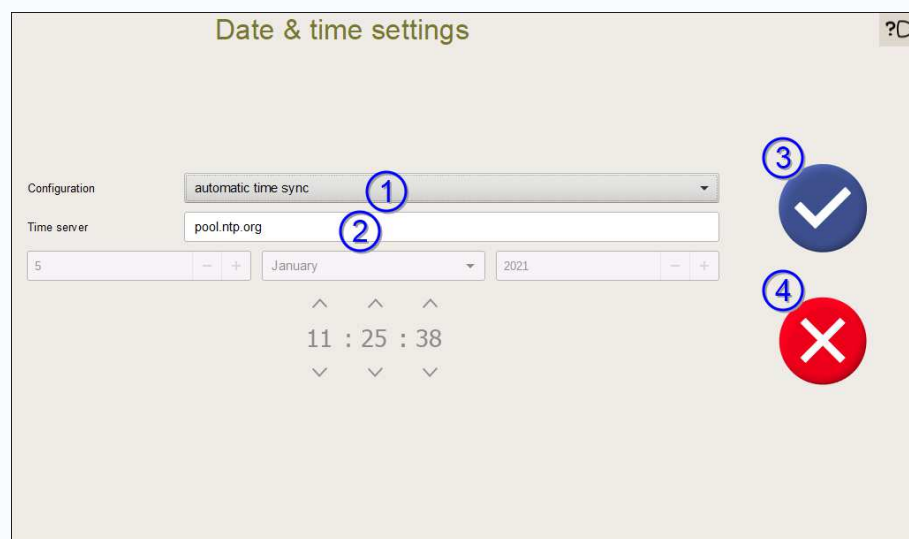 Date & time settings
?
3
Configuration
automatic time sync
1
Time server
pool.ntp.org
2
5 − +
January
2021 − +
4
11 : 25 : 38